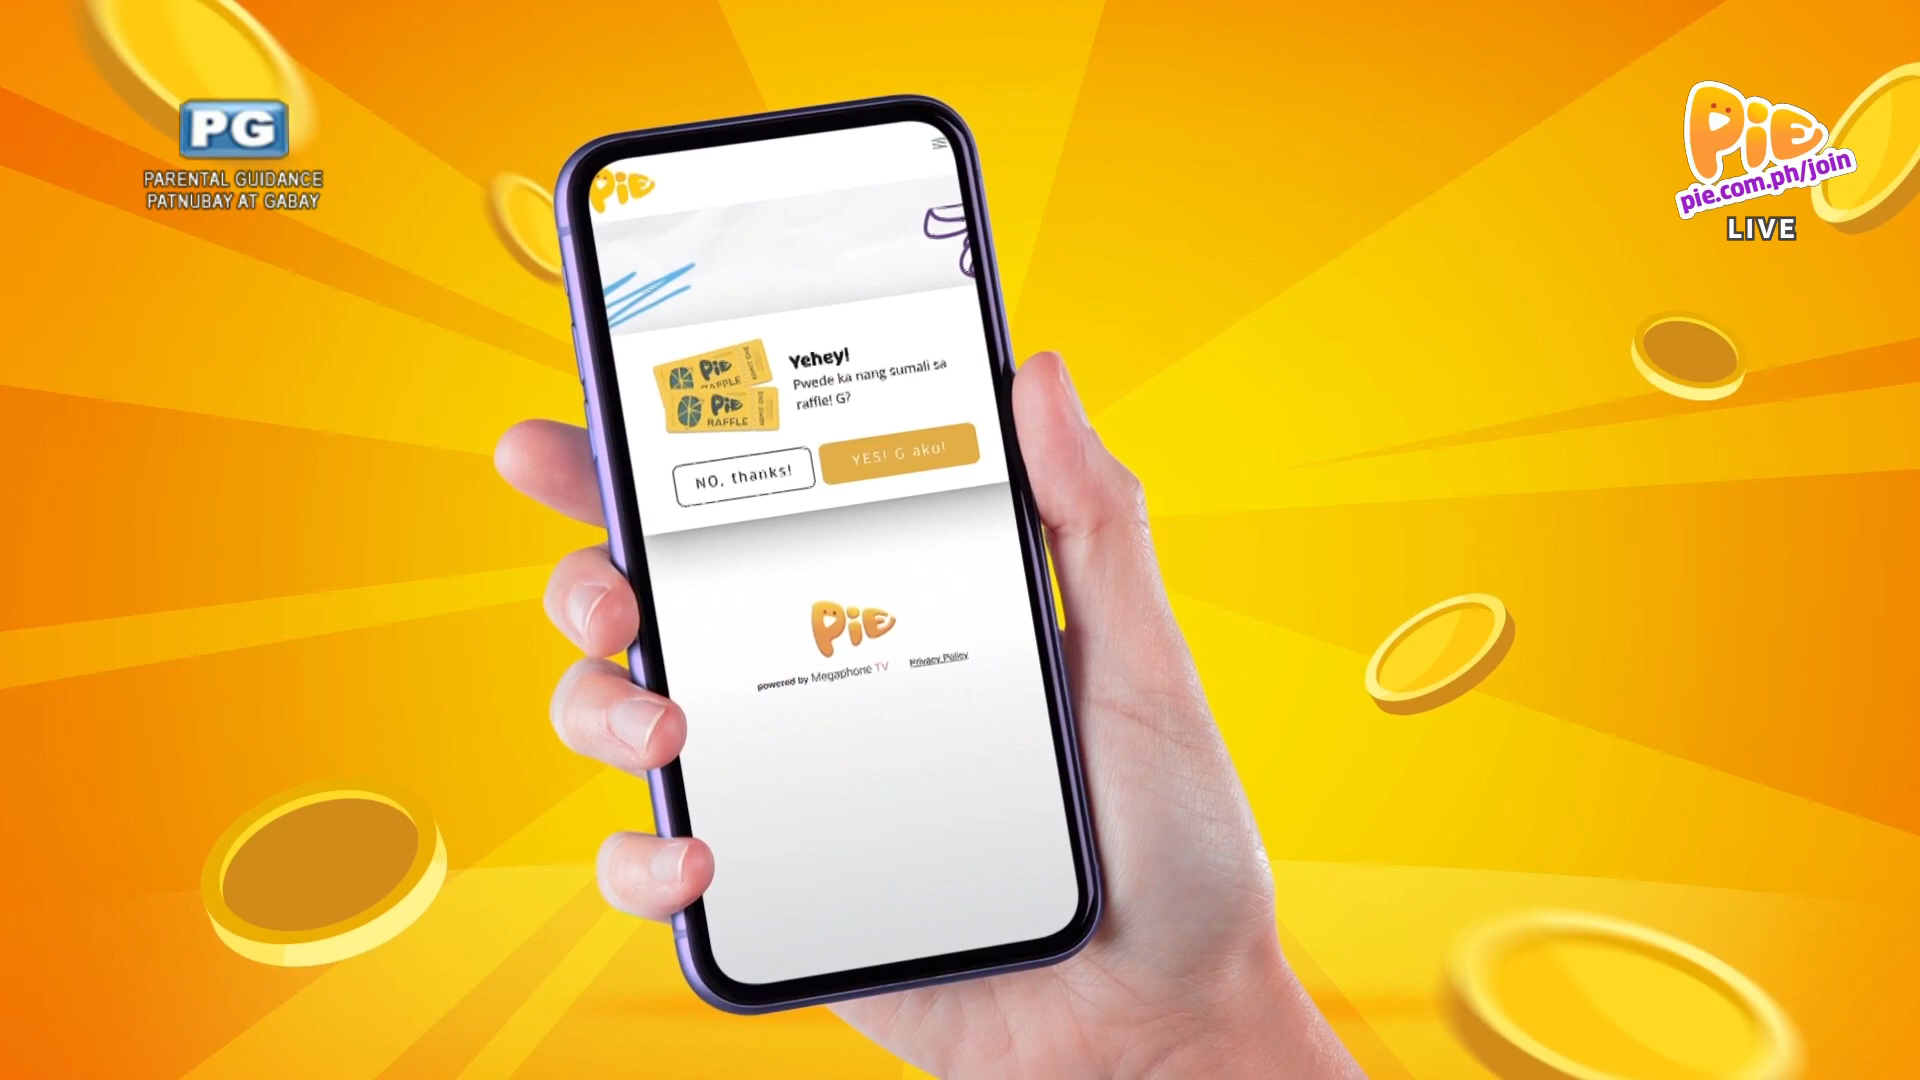 PG
PARENTAL GUIDANCE
PATNUBAY AT GABAY
Pie
pie.com.ph/join
LIVE
Pie
Pie
RAFFLE
Pie
RAFFLE
Yehey!
Pwede ka nang sumali sa
raffle! G?
NO, thanks!
YES! G ako!
Pie
powered by Megaphone TV
Privacy Policy